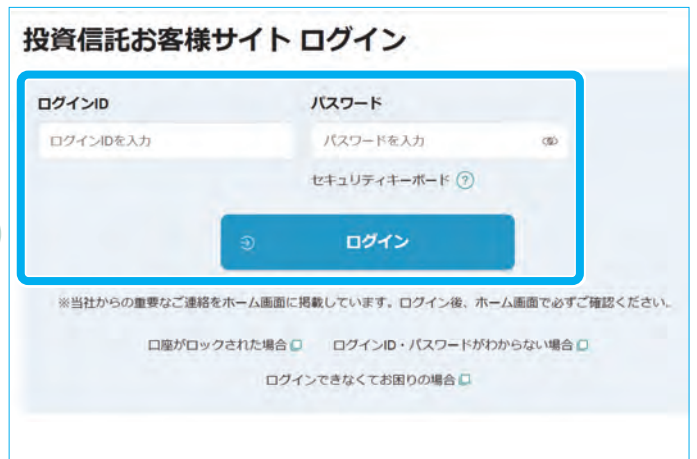 投資信託お客様サイト ログイン
ログインID
パスワード
ログインIDを入力
パスワードを入力
セキュリティキーボード ?
ログイン
※当社からの重要なご連絡をホーム画面に掲載しています。ログイン後、ホーム画面で必ずご確認ください。
口座がロックされた場合 ログインID・パスワードがわからない場合
ログインできなくてお困りの場合